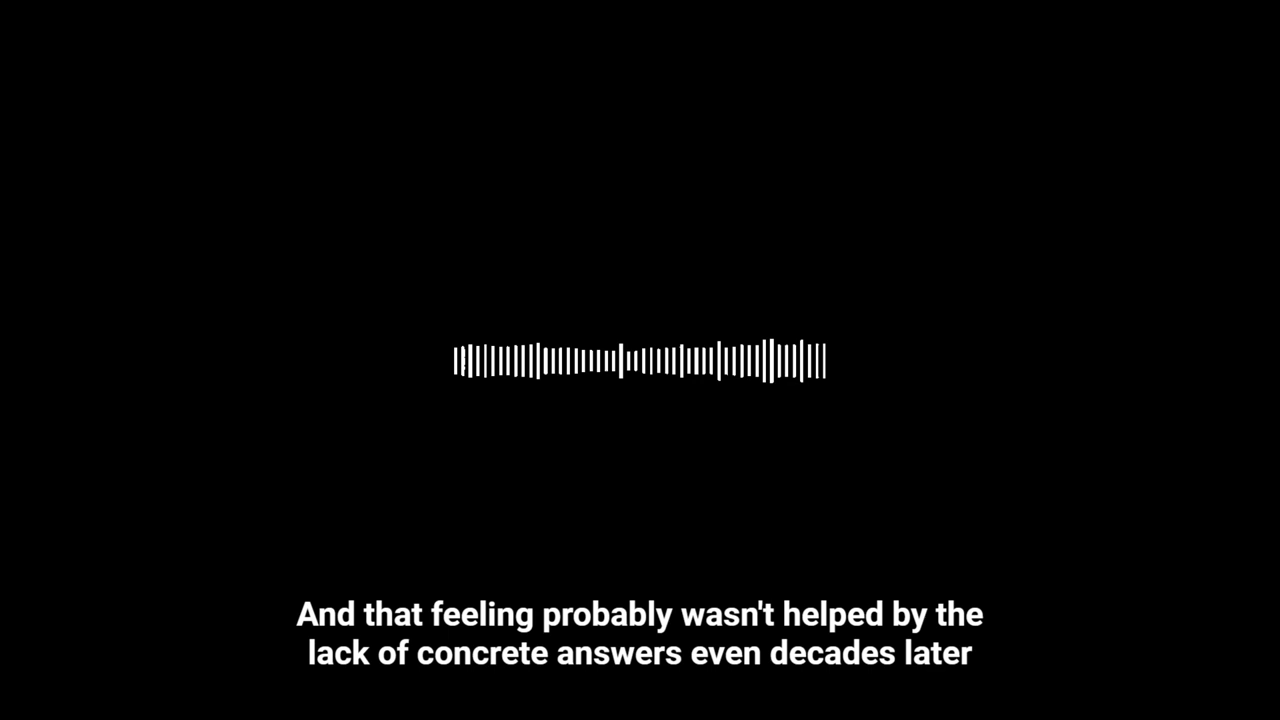 And that feeling probably wasn't helped by the
lack of concrete answers even decades later